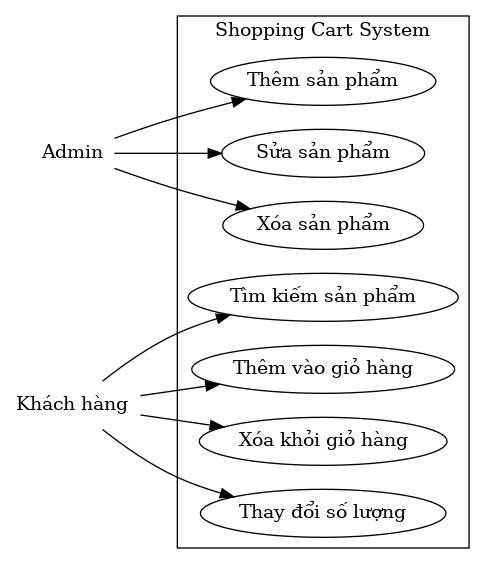 Shopping Cart System
Thêm sản phẩm
Admin
Sửa sản phẩm
Xóa sản phẩm
Tìm kiếm sản phẩm
Thêm vào giỏ hàng
Khách hàng
Xóa khỏi giỏ hàng
Thay đổi số lượng